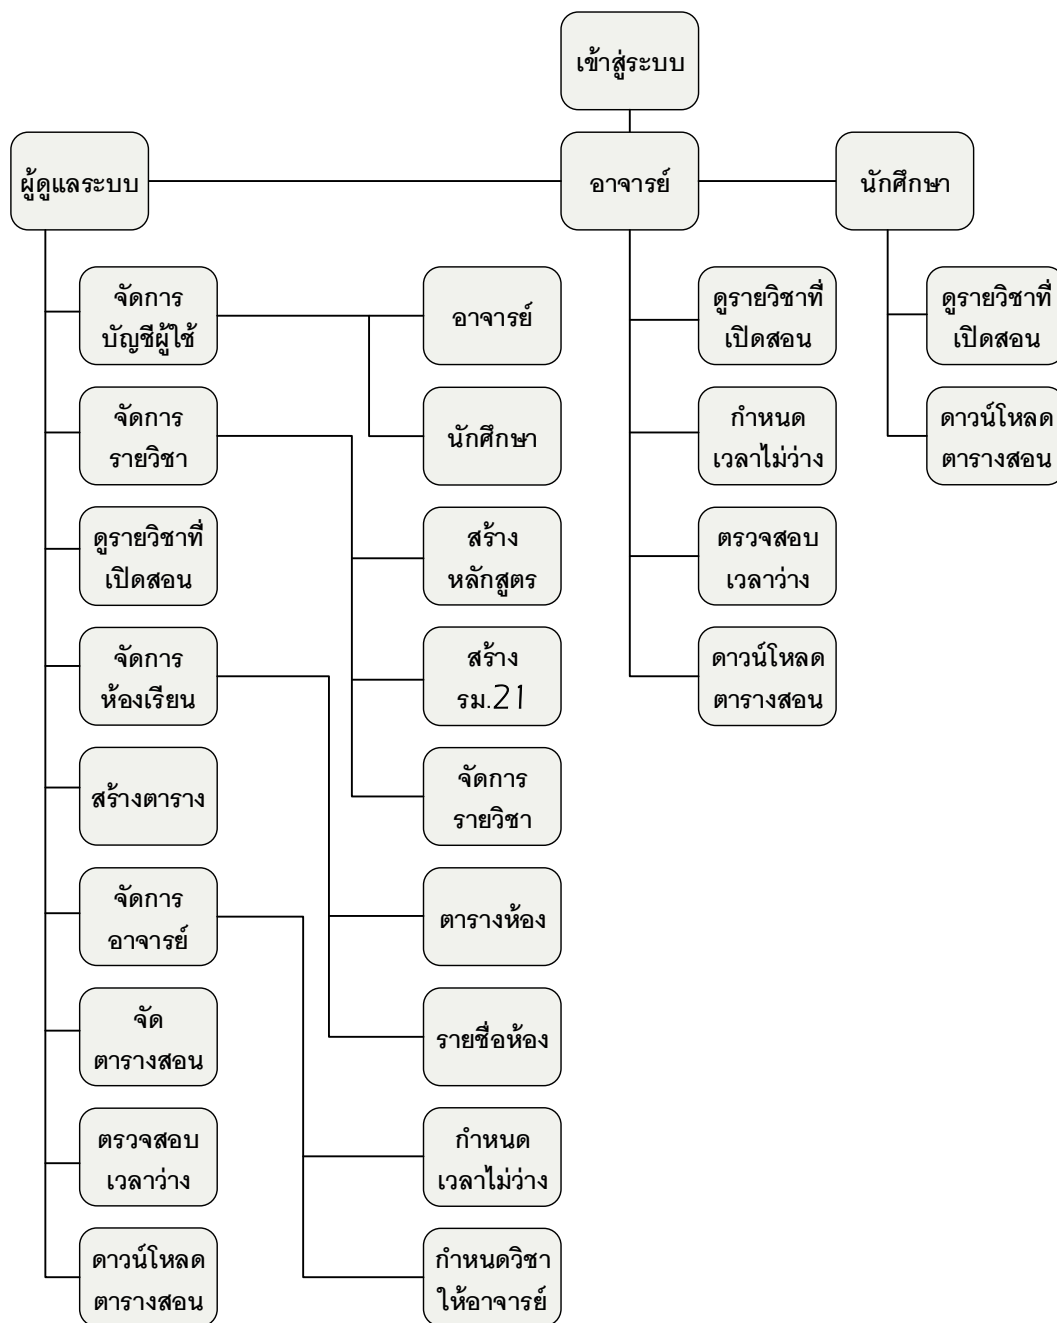 เข้าสู่ระบบ
ผู้ดูแลระบบ
อาจารย์
นักศึกษา
จัดการ
บัญชีผู้ใช้
อาจารย์
นักศึกษา
จัดการ
รายวิชา
สร้าง
หลักสูตร
สร้าง
รม.21
จัดการ
รายวิชา
ดูรายวิชาที่
เปิดสอน
จัดการ
ห้องเรียน
ตารางห้อง
รายชื่อห้อง
สร้างตาราง
จัดการ
อาจารย์
กำหนด
เวลาไม่ว่าง
กำหนดวิชา
ให้อาจารย์
จัด
ตารางสอน
ตรวจสอบ
เวลาว่าง
ดาวน์โหลด
ตารางสอน
ดูรายวิชาที่
เปิดสอน
กำหนด
เวลาไม่ว่าง
ตรวจสอบ
เวลาว่าง
ดาวน์โหลด
ตารางสอน
ดูรายวิชาที่
เปิดสอน
ดาวน์โหลด
ตารางสอน